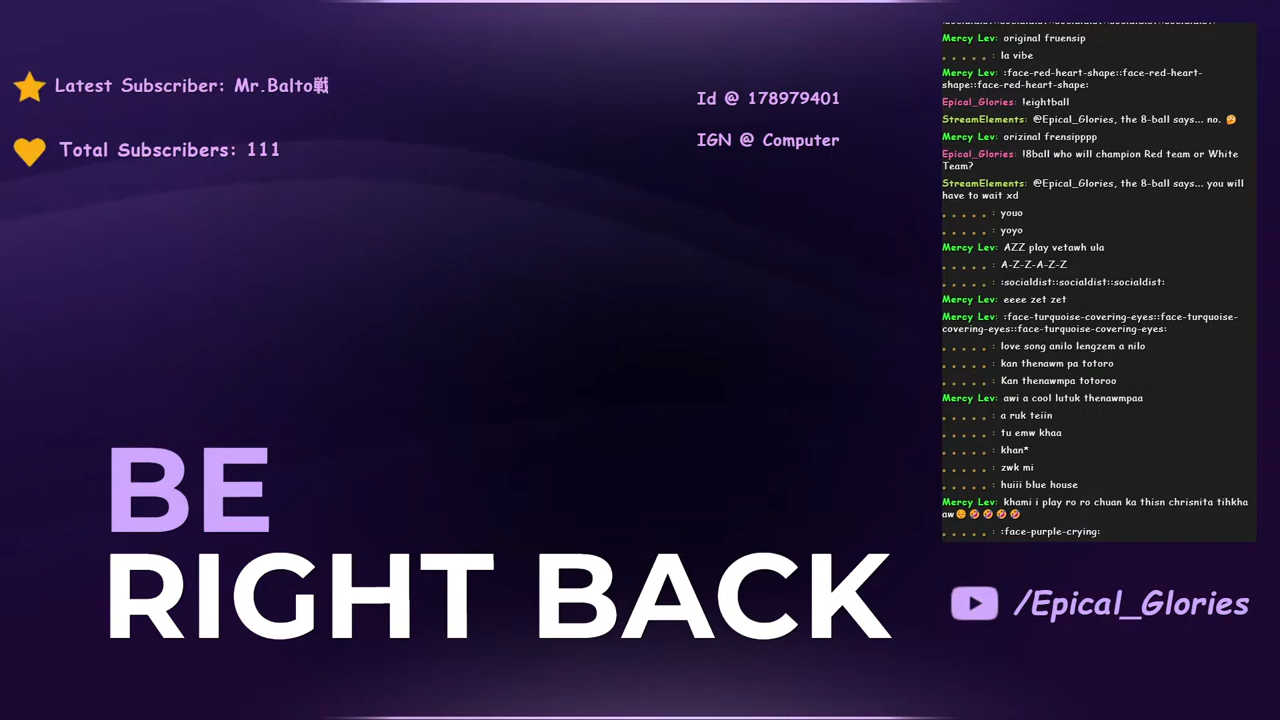 Latest Subscriber: Mr.Balto戦
Total Subscribers: 111
Id @ 178979401
IGN @ Computer
BE
RIGHT BACK
Mercy Lev: original fruensip
。。。。。: la vibe
Mercy Lev: :face-red-heart-shape::face-red-heart-
shape::face-red-heart-shape:
Epical_Glories: !eightball
StreamElements: @Epical_Glories, the 8-ball says... no. 🤔
Mercy Lev: orizinal frensipppp
Epical_Glories: !8ball who will champion Red team or White
Team?
StreamElements: @Epical_Glories, the 8-ball says... you will
have to wait xd
。。。。。: youo
。。。。。: yoyo
Mercy Lev: AZZ play vetawh ula
。。。。。: A-Z-Z-A-Z-Z
。。。。。: :socialdist::socialdist::socialdist:
Mercy Lev: eeee zet zet
Mercy Lev: :face-turquoise-covering-eyes::face-turquoise-
covering-eyes::face-turquoise-covering-eyes:
。。。。。: love song anilo lengzem a nilo
。。。。。: kan thenawm pa totoro
。。。。。: Kan thenawmpa totoroo
Mercy Lev: awi a cool lutuk thenawmpaa
。。。。。: a ruk teiin
。。。。。: tu emw khaa
。。。。。: khan*
。。。。。: zwk mi
。。。。。: huiii blue house
Mercy Lev: khami i play ro ro chuan ka thisn chrisnita tihkha
aw😔🤣🤣🤣🤣
。。。。。: :face-purple-crying:
/Epical_Glories